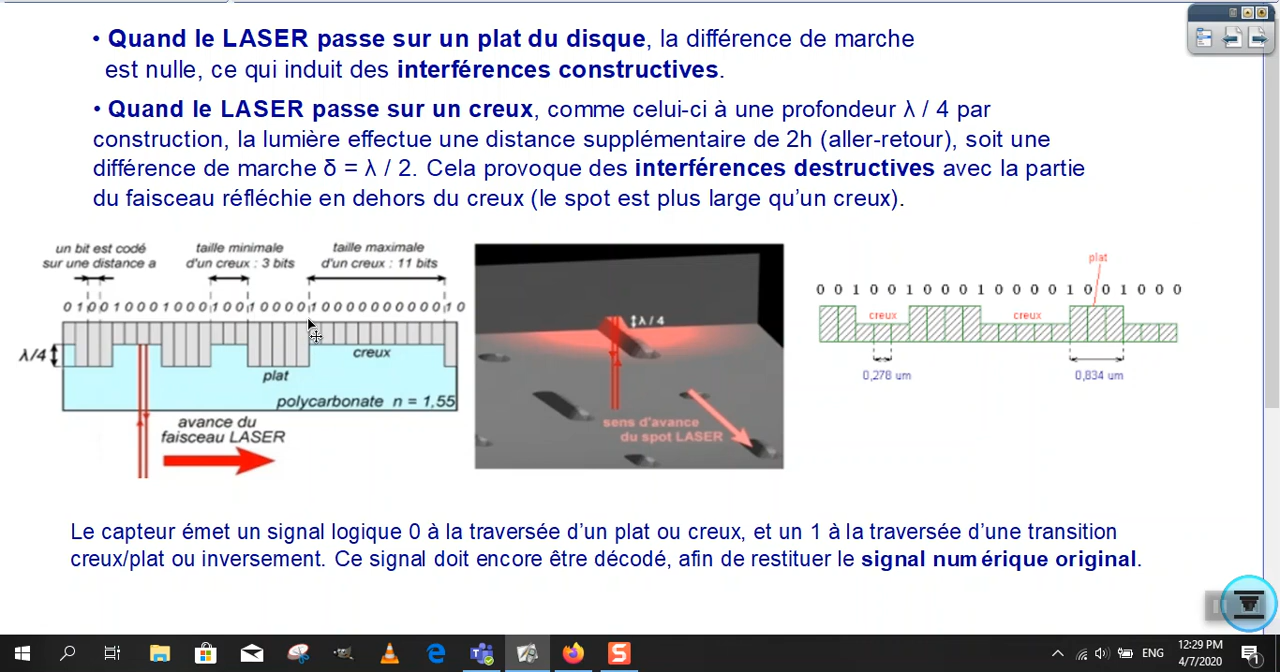 • Quand le LASER passe sur un plat du disque, la différence de marche
est nulle, ce qui induit des interférences constructives.
• Quand le LASER passe sur un creux, comme celui-ci à une profondeur λ / 4 par
construction, la lumière effectue une distance supplémentaire de 2h (aller-retour), soit une
différence de marche δ = λ / 2. Cela provoque des interférences destructives avec la partie
du faisceau réfléchie en dehors du creux (le spot est plus large qu'un creux).
un bit est codé
sur une distance a
taille minimale
d'un creux : 3 bits
taille maximale
d'un creux : 11 bits
0 1 0 0 1 0 0 0 1 0 0 0 1 0 0 1 0 0 0 0 1 0 0 0 0 0 0 0 0 0 0 1 0
λ/4
creux
plat
polycarbonate n = 1,55
avance du
faisceau LASER
λ / 4
sens d'avance
du spot LASER
plat
0 0 1 0 0 1 0 0 0 1 0 0 0 0 1 0 0 1 0 0 0
creux
creux
0,278 um
0,834 um
Le capteur émet un signal logique 0 à la traversée d'un plat ou creux, et un 1 à la traversée d'une transition
creux/plat ou inversement. Ce signal doit encore être décodé, afin de restituer le signal numérique original.
12:29 PM
ENG
4/7/2020